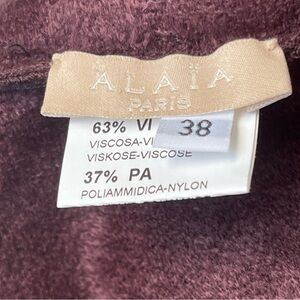 ALAÏA
PARIS
63% VI
38
VISCOSA-VI
VISKOSE-VISCOSE
37% PA
POLIAMMIDICA-NYLON